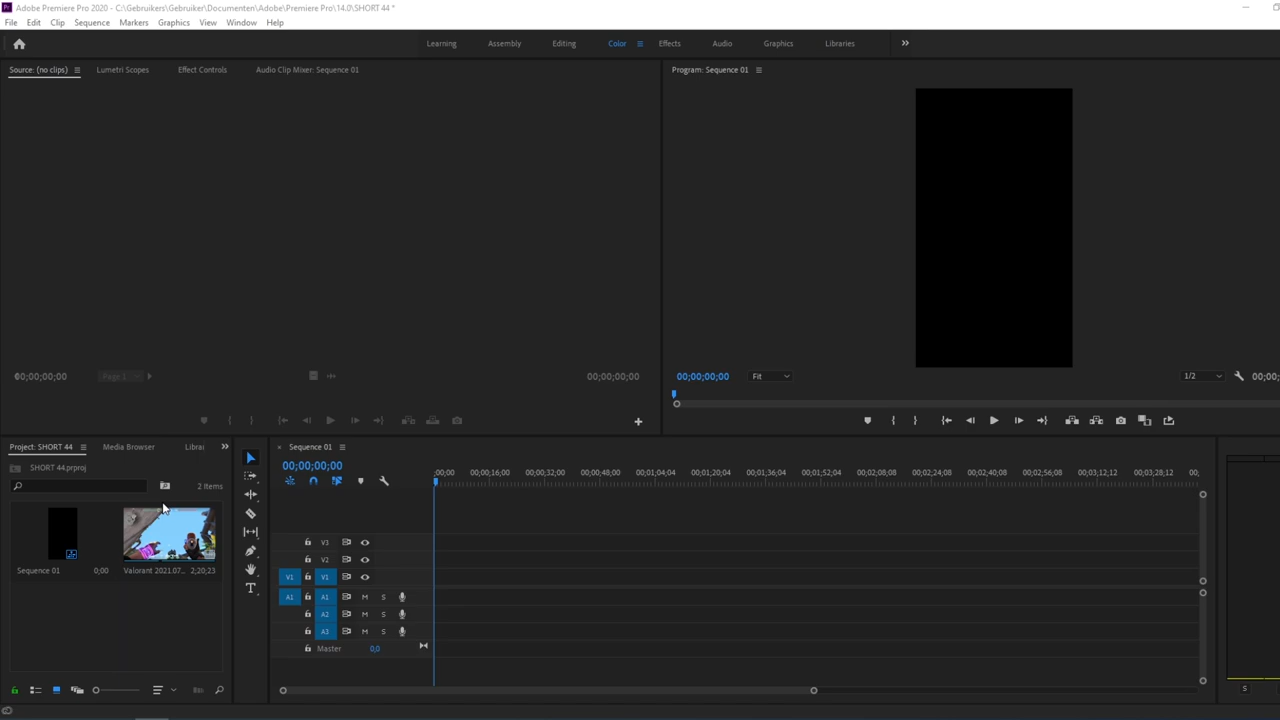 Adobe Premiere Pro 2020 - C:\Gebruikers\Gebruiker\Documenten\Adobe\Premiere Pro\14.0\SHORT 44 *
File Edit Clip Sequence Markers Graphics View Window Help
Learning Assembly Editing Color Effects Audio Graphics Libraries
Source: (no clips) Lumetri Scopes Effect Controls Audio Clip Mixer: Sequence 01
Program: Sequence 01
00;00;00;00 Page 1 00;00;00;00
00;00;00;00 Fit 1/2 00;00;
Project: SHORT 44 Media Browser Librai
SHORT 44.prproj
2 Items
Sequence 01 0;00
Valorant 2021.07... 2;20;23
Sequence 01
00;00;00;00
;00;00 00;00;16;00 00;00;32;00 00;00;48;00 00;01;04;00 00;01;20;00 00;01;36;00 00;01;52;04 00;02;08;08 00;02;24;08 00;02;40;08 00;02;56;08 00;03;12;12 00;03;28;12 00;
V3
V2
V1 V1
A1 A1 M S
A2 M S
A3 M S
Master 0,0
S